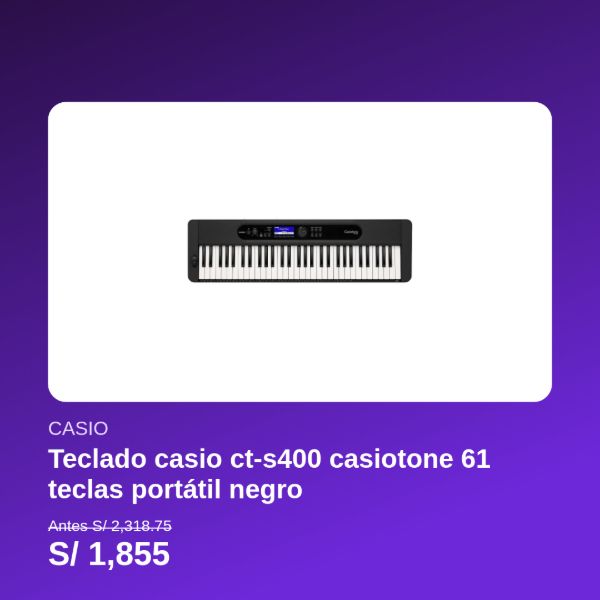 CASIO
Teclado casio ct-s400 casiotone 61
teclas portátil negro
Antes S/ 2,318.75
S/ 1,855